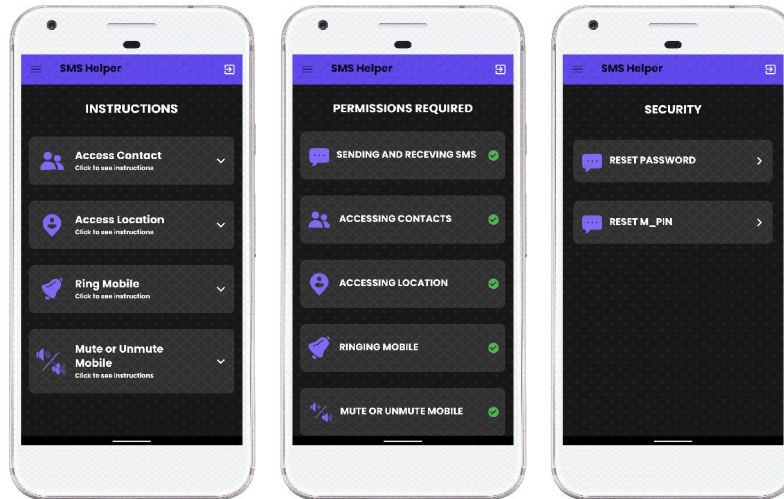 SMS Helper
INSTRUCTIONS
Access Contact
Click to see instructions
Access Location
Click to see instructions
Ring Mobile
Click to see instruction
Mute or Unmute
Mobile
Click to see instructions
SMS Helper
PERMISSIONS REQUIRED
SENDING AND RECEVING SMS
ACCESSING CONTACTS
ACCESSING LOCATION
RINGING MOBILE
MUTE OR UNMUTE MOBILE
SMS Helper
SECURITY
RESET PASSWORD
RESET M_PIN